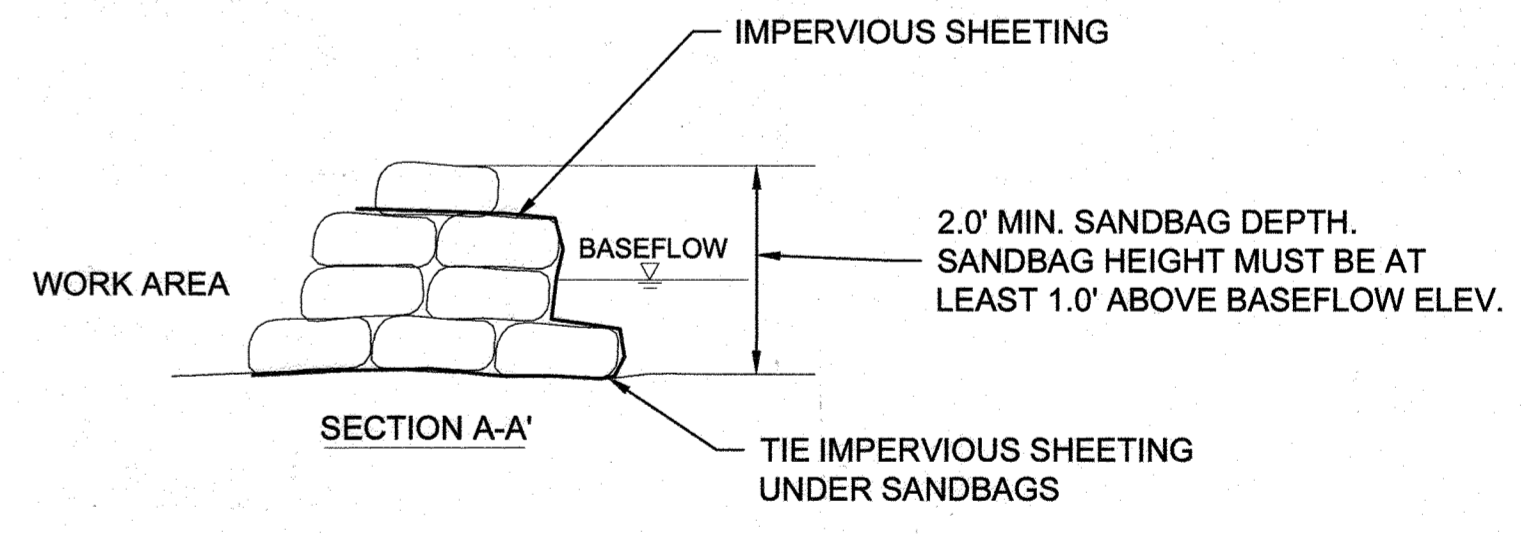 IMPERVIOUS SHEETING
BASEFLOW
WORK AREA
2.0' MIN. SANDBAG DEPTH.
SANDBAG HEIGHT MUST BE AT
LEAST 1.0' ABOVE BASEFLOW ELEV.
SECTION A-A'
TIE IMPERVIOUS SHEETING
UNDER SANDBAGS